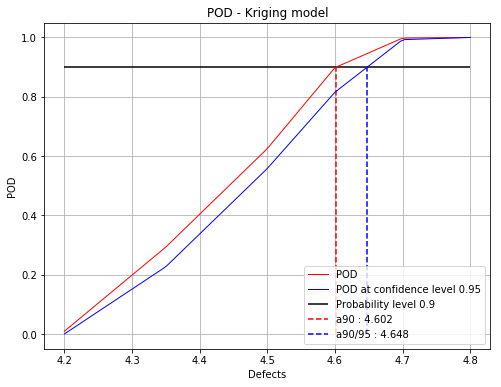 POD - Kriging model
1.0
0.8
0.6
0.4
0.2
0.0
POD
4.2 4.3 4.4 4.5 4.6 4.7 4.8
Defects
POD
POD at confidence level 0.95
Probability level 0.9
a90 : 4.602
a90/95 : 4.648